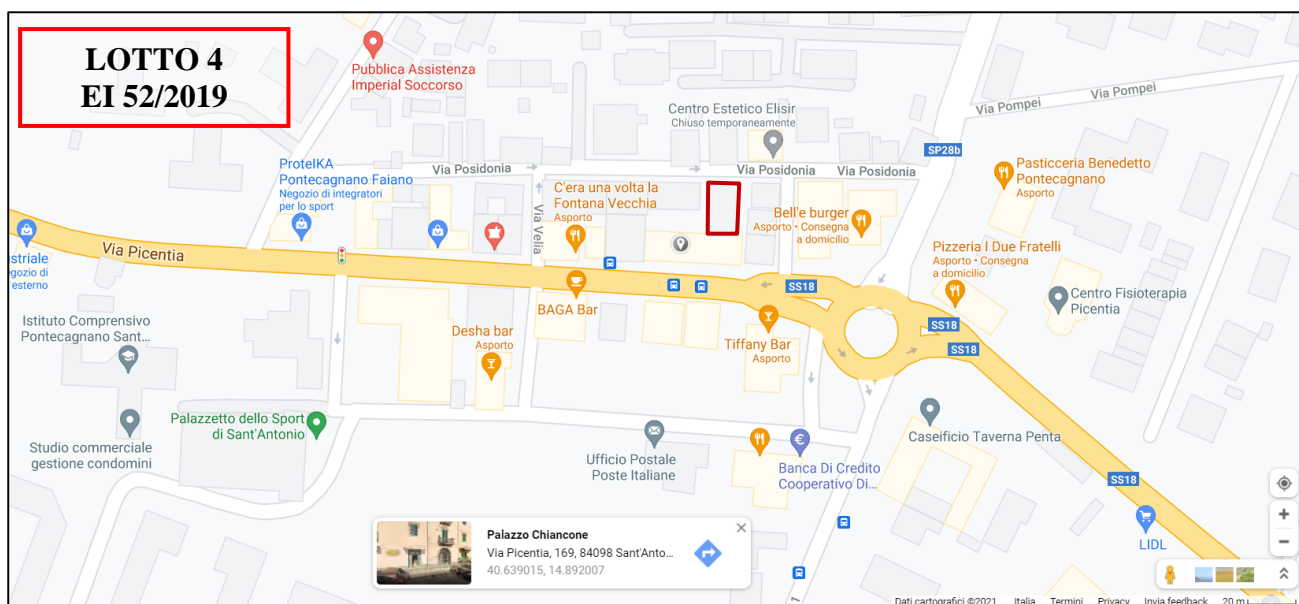 LOTTO 4
EI 52/2019
Pubblica Assistenza
Imperial Soccorso
Centro Estetico Elisir
Chiuso temporaneamente
Via Pompei
Via Pompei
SP28b
Via Posidonia
Via Posidonia
Via Posidonia
ProteIKA
Pontecagnano Faiano
Negozio di integratori
per lo sport
C'era una volta la
Fontana Vecchia
Asporto
Via Velia
Bell'e burger
Asporto • Consegna
a domicilio
Pasticceria Benedetto
Pontecagnano
Asporto
Via Picentia
ustriale
negozio di
esterno
Pizzeria I Due Fratelli
Asporto • Consegna
a domicilio
Centro Fisioterapia
Picentia
SS18
SS18
SS18
BAGA Bar
Istituto Comprensivo
Pontecagnano Sant...
Desha bar
Asporto
Tiffany Bar
Asporto
Palazzetto dello Sport
di Sant'Antonio
Studio commerciale
gestione condomini
Caseificio Taverna Penta
Ufficio Postale
Poste Italiane
Banca Di Credito
Cooperativo Di...
SS18
LIDL
Palazzo Chiancone
Via Picentia, 169, 84098 Sant'Anto...
40.639015, 14.892007
Dati cartografici ©2021 Italia Termini Privacy Invia feedback 20 m